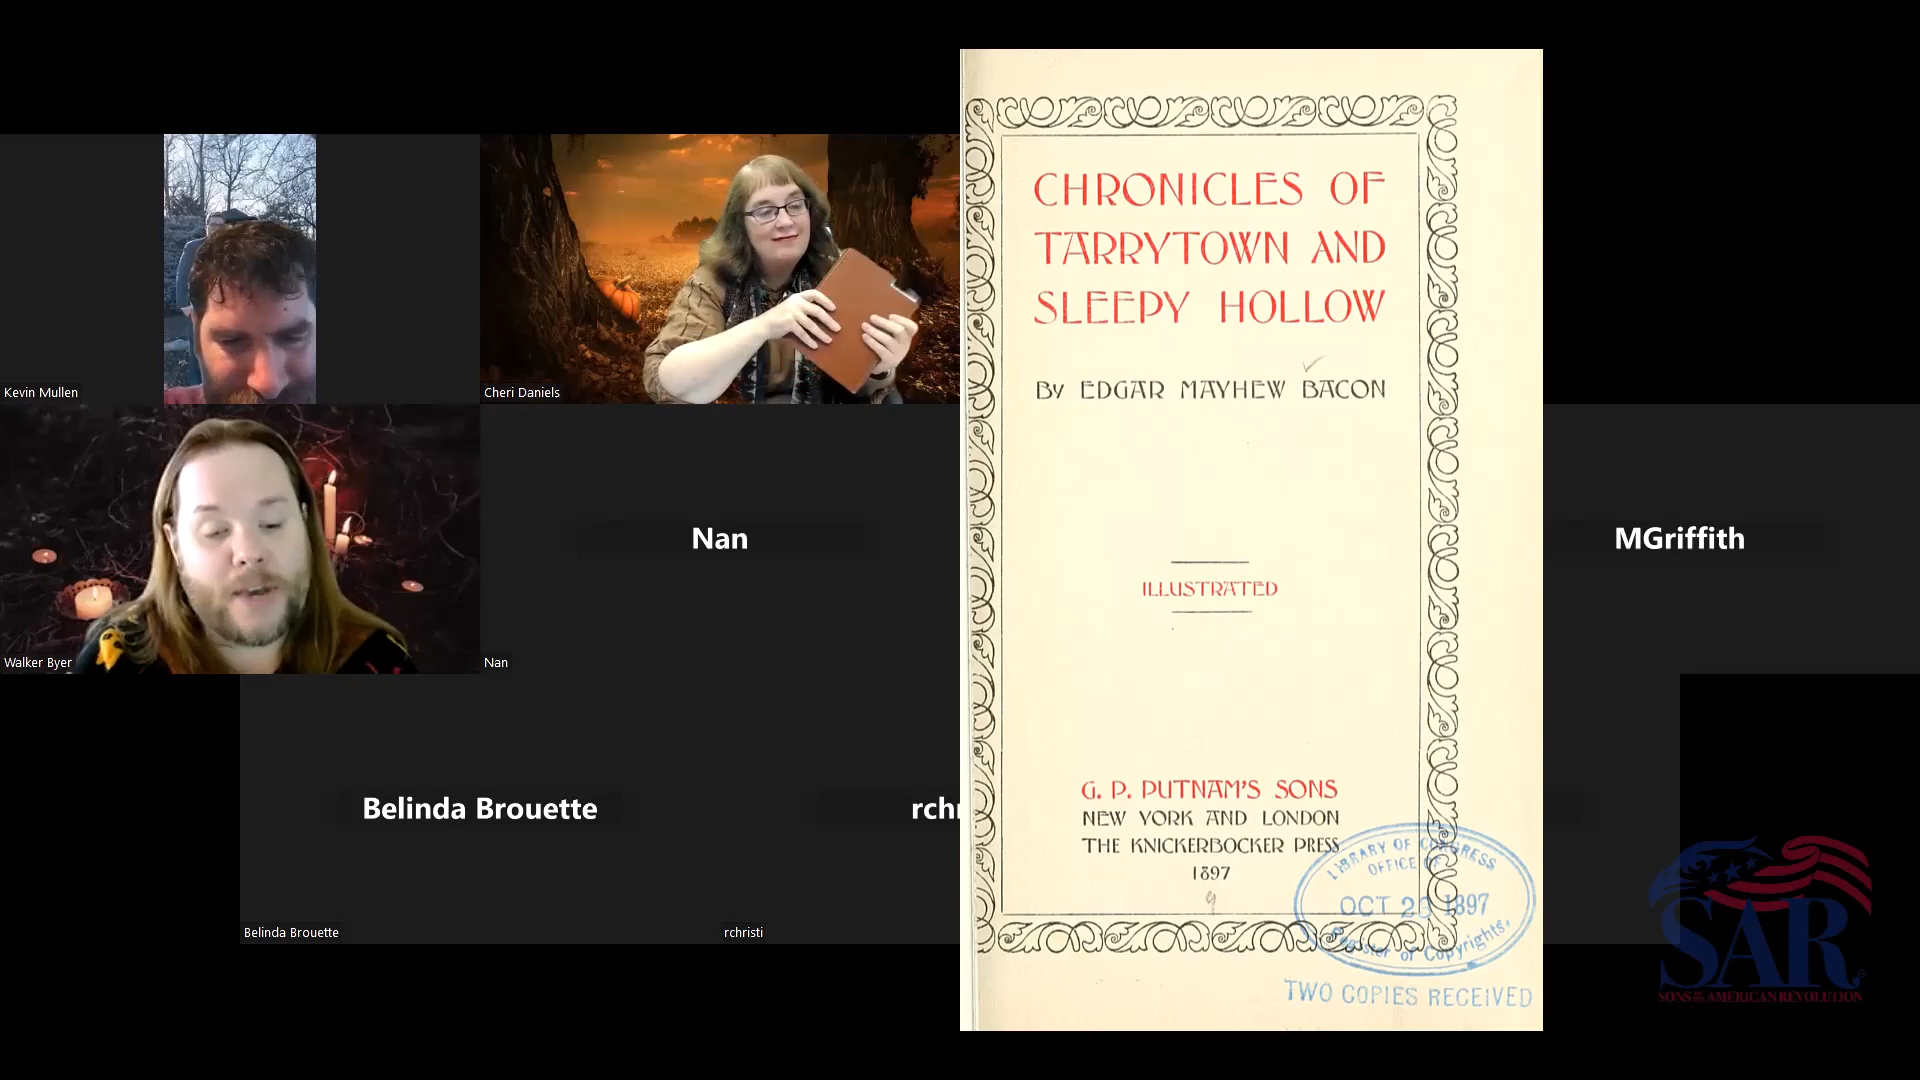 Kevin Mullen
Cheri Daniels
Walker Byer
Nan
Nan
MGriffith
Belinda Brouette
Belinda Brouette
rchr
rchristi
CHRONICLES OF
TARRYTOWN AND
SLEEPY HOLLOW
By EDGAR MAYHEW BACON
ILLUSTRATED
G. P. PUTNAM'S SONS
NEW YORK AND LONDON
THE KNICKERBOCKER PRESS
1897
LIBRARY OF CONGRESS
OFFICE OF
OCT 20 1897
Register of Copyrights.
TWO COPIES RECEIVED
SAR
SONS OF THE AMERICAN REVOLUTION